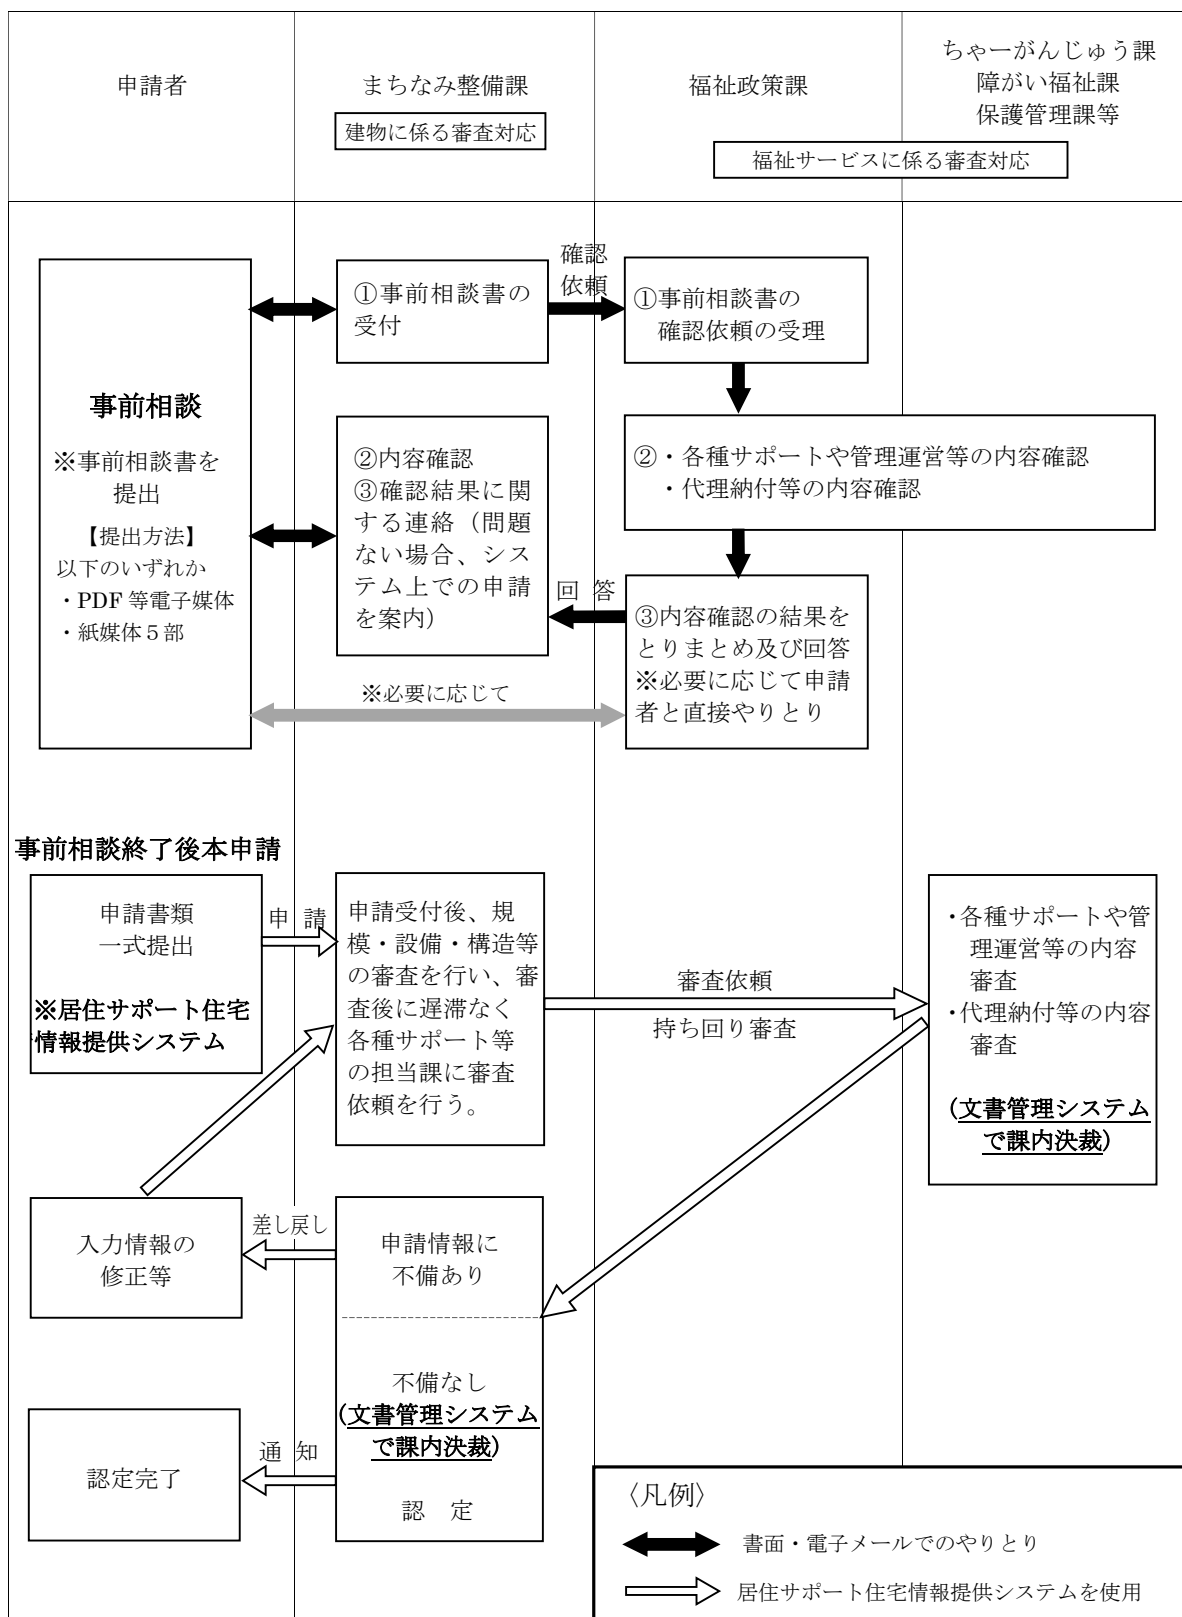 申請者
まちなみ整備課
建物に係る審査対応
福祉政策課
ちゃーがんじゅう課
障がい福祉課
保護管理課等
福祉サービスに係る審査対応
事前相談
※事前相談書を
提出
【提出方法】
以下のいずれか
・PDF 等電子媒体
・紙媒体５部
①事前相談書の
受付
確認
依頼
①事前相談書の
確認依頼の受理
②内容確認
③確認結果に関
する連絡（問題
ない場合、シス
テム上での申請
を案内）
②・各種サポートや管理運営等の内容確認
・代理納付等の内容確認
回 答
③内容確認の結果を
とりまとめ及び回答
※必要に応じて申請
者と直接やりとり
※必要に応じて
事前相談終了後本申請
申請書類
一式提出
※居住サポート住宅
情報提供システム
申 請
申請受付後、規
模・設備・構造等
の審査を行い、審
査後に遅滞なく
各種サポート等
の担当課に審査
依頼を行う。
審査依頼
持ち回り審査
・各種サポートや管
理運営等の内容
審査
・代理納付等の内容
審査
(文書管理システム
で課内決裁)
入力情報の
修正等
差し戻し
申請情報に
不備あり
不備なし
(文書管理システム
で課内決裁)
認 定
通 知
認定完了
〈凡例〉
書面・電子メールでのやりとり
居住サポート住宅情報提供システムを使用